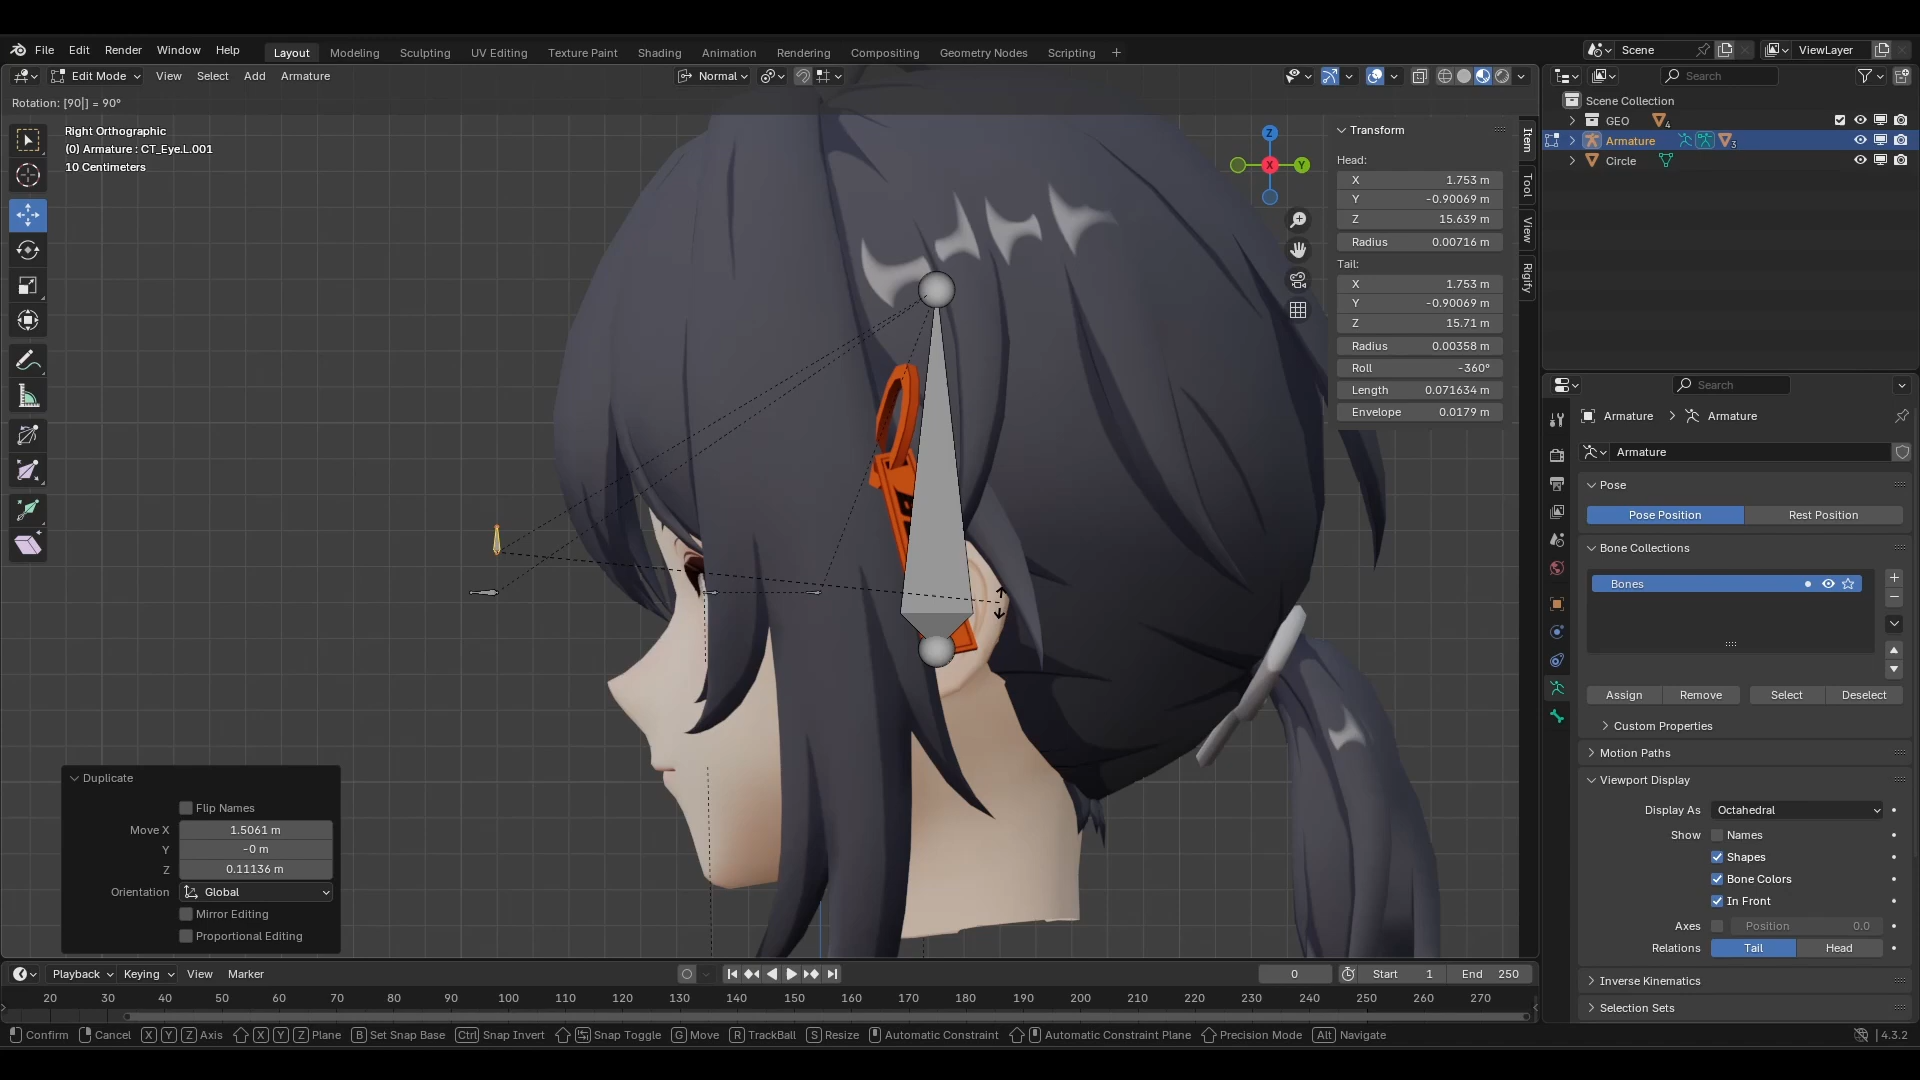 File Edit Render Window Help
Layout Modeling Sculpting UV Editing Texture Paint Shading Animation Rendering Compositing Geometry Nodes Scripting +
Scene ViewLayer
Edit Mode View Select Add Armature
Normal
Search
Rotation: [90|] = 90°
Scene Collection
Right Orthographic
(0) Armature : CT_Eye.L.001
10 Centimeters
GEO 4
Armature 3
Circle
Z
Y
X
Item
Tool
View
Rigify
Transform
Head:
X 1.753 m
Y -0.90069 m
Z 15.639 m
Radius 0.00716 m
Tail:
X 1.753 m
Y -0.90069 m
Z 15.71 m
Radius 0.00358 m
Roll -360°
Length 0.071634 m
Envelope 0.0179 m
Search
Armature > Armature
Armature
Pose
Pose Position Rest Position
Bone Collections
Bones
Assign Remove Select Deselect
Custom Properties
Motion Paths
Viewport Display
Display As Octahedral
Show Names
Shapes
Bone Colors
In Front
Axes Position 0.0
Relations Tail Head
Inverse Kinematics
Selection Sets
Duplicate
Flip Names
Move X 1.5061 m
Y -0 m
Z 0.11136 m
Orientation Global
Mirror Editing
Proportional Editing
Playback Keying View Marker
0 Start 1 End 250
20 30 40 50 60 70 80 90 100 110 120 130 140 150 160 170 180 190 200 210 220 230 240 250 260 270
Confirm Cancel X Y Z Axis X Y Z Plane B Set Snap Base Ctrl Snap Invert Snap Toggle G Move R TrackBall S Resize Automatic Constraint Automatic Constraint Plane Precision Mode Alt Navigate
4.3.2